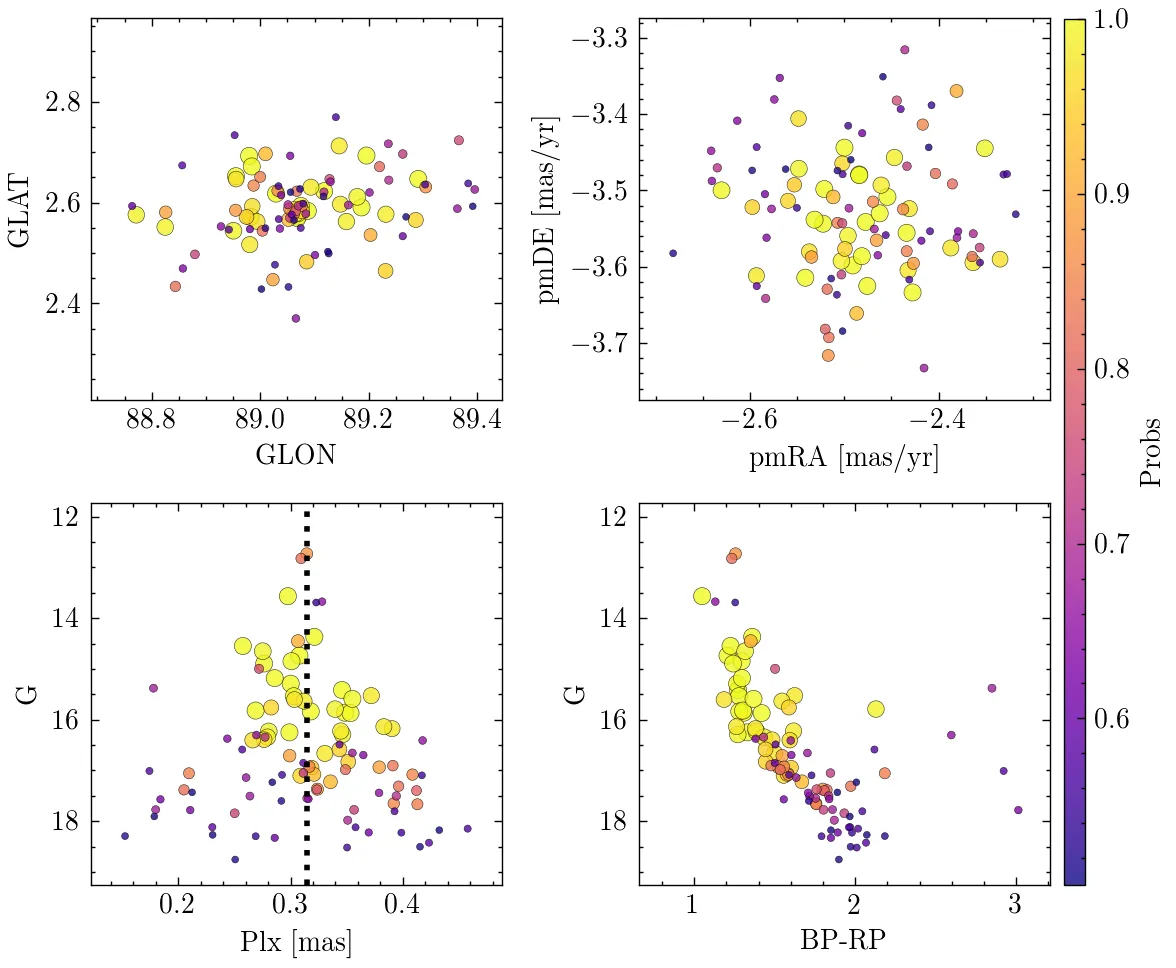 2.8
2.6
2.4
GLAT
88.8 89.0 89.2 89.4
GLON
−3.3
−3.4
−3.5
−3.6
−3.7
pmDE [mas/yr]
−2.6 −2.4
pmRA [mas/yr]
1.0
0.9
0.8
0.7
0.6
Probs
12
14
16
18
G
0.2 0.3 0.4
Plx [mas]
12
14
16
18
G
1 2 3
BP-RP